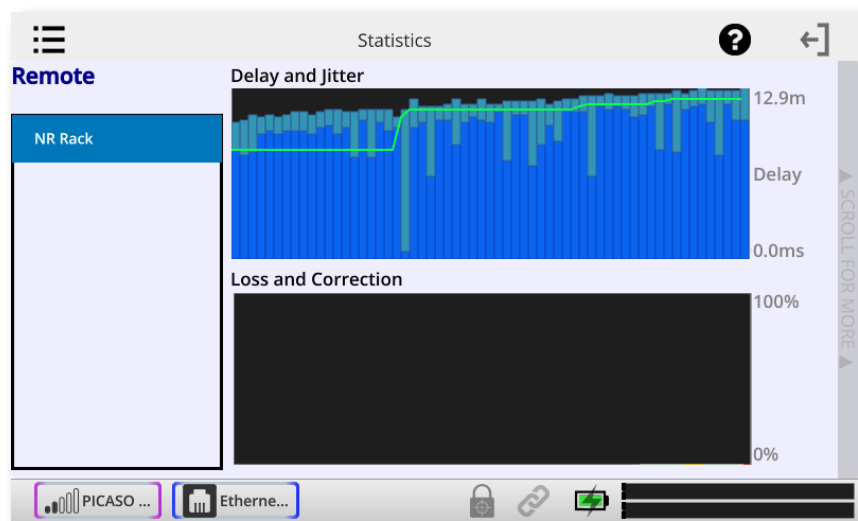 Statistics
?
Remote
NR Rack
Delay and Jitter
12.9m
Delay
0.0ms
Loss and Correction
100%
0%
SCROLL FOR MORE
PICASO ...
Etherne...